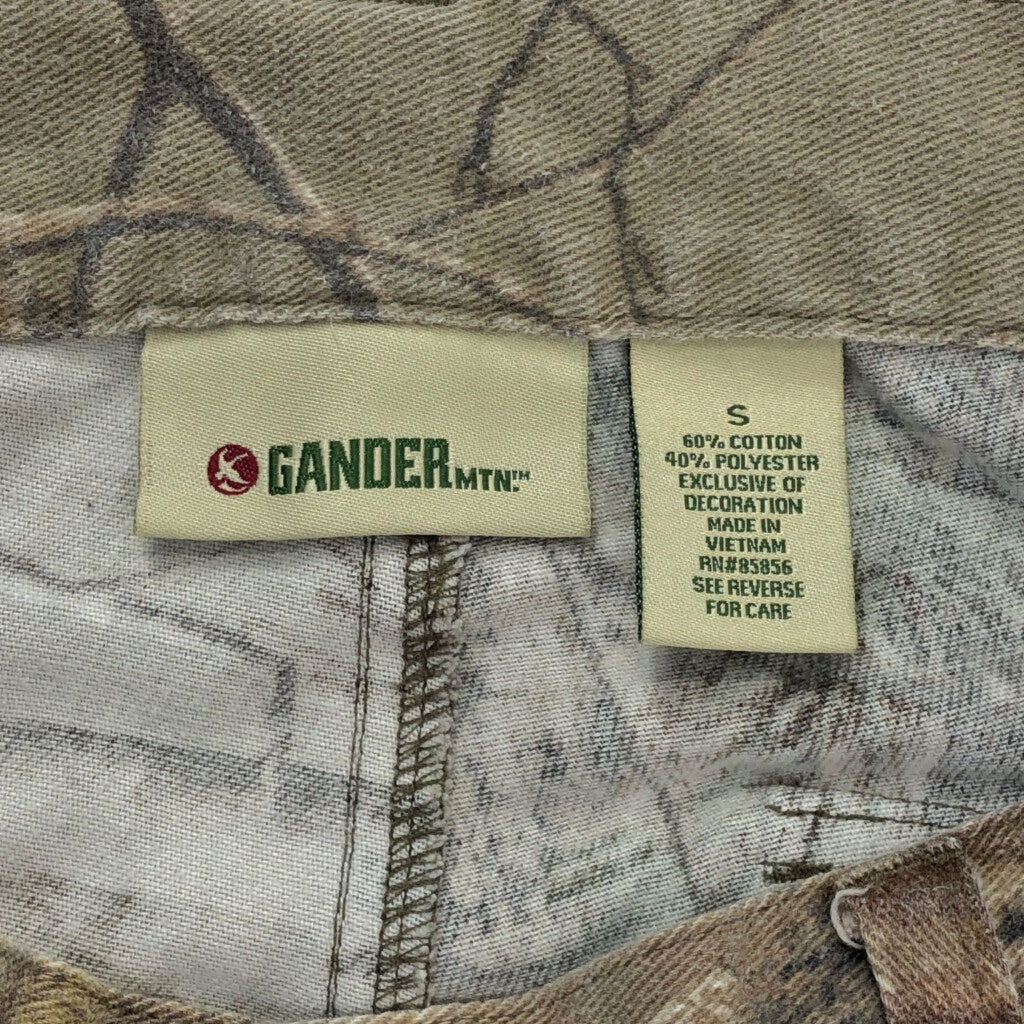 GANDER MTN.™
S
60% COTTON
40% POLYESTER
EXCLUSIVE OF
DECORATION
MADE IN
VIETNAM
RN#85856
SEE REVERSE
FOR CARE